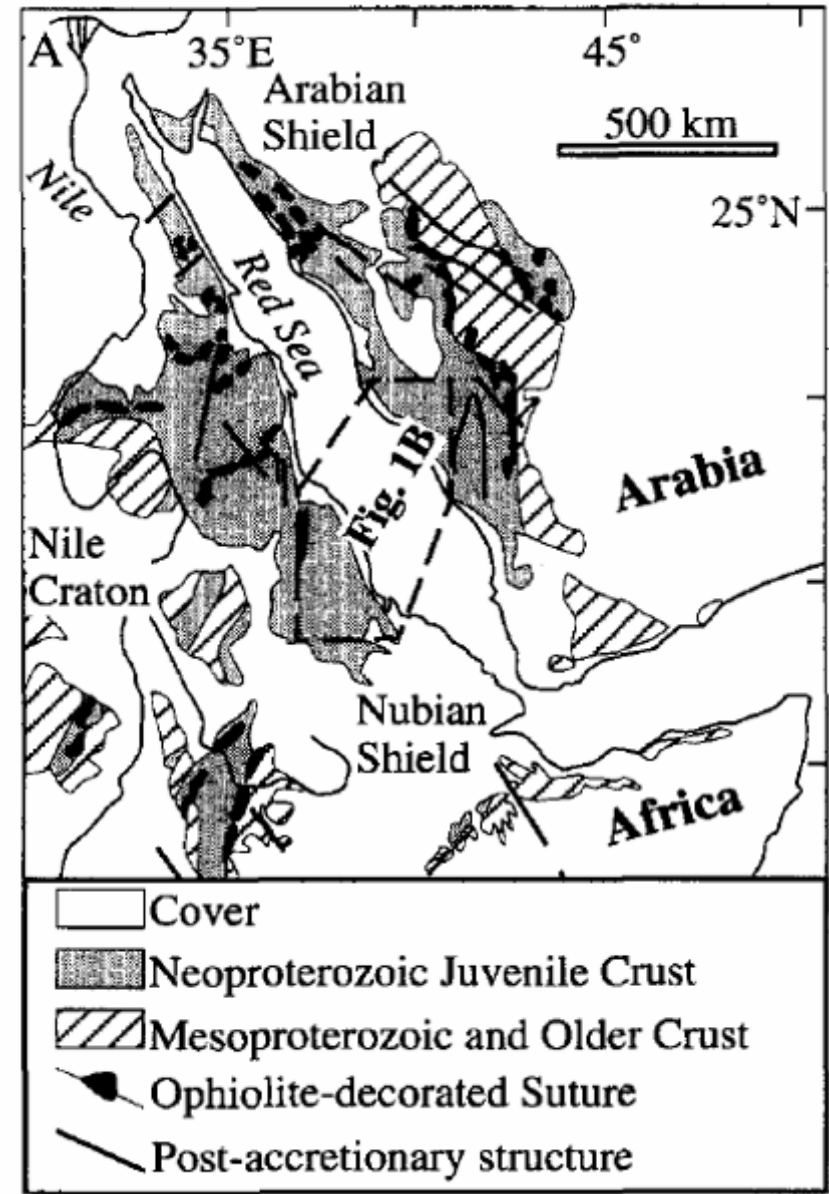 A
35°E
45°
Arabian
Shield
500 km
Nile
25°N
Red Sea
Fig. 1B
Arabia
Nile
Craton
Nubian
Shield
Africa
Cover
Neoproterozoic Juvenile Crust
Mesoproterozoic and Older Crust
Ophiolite-decorated Suture
Post-accretionary structure